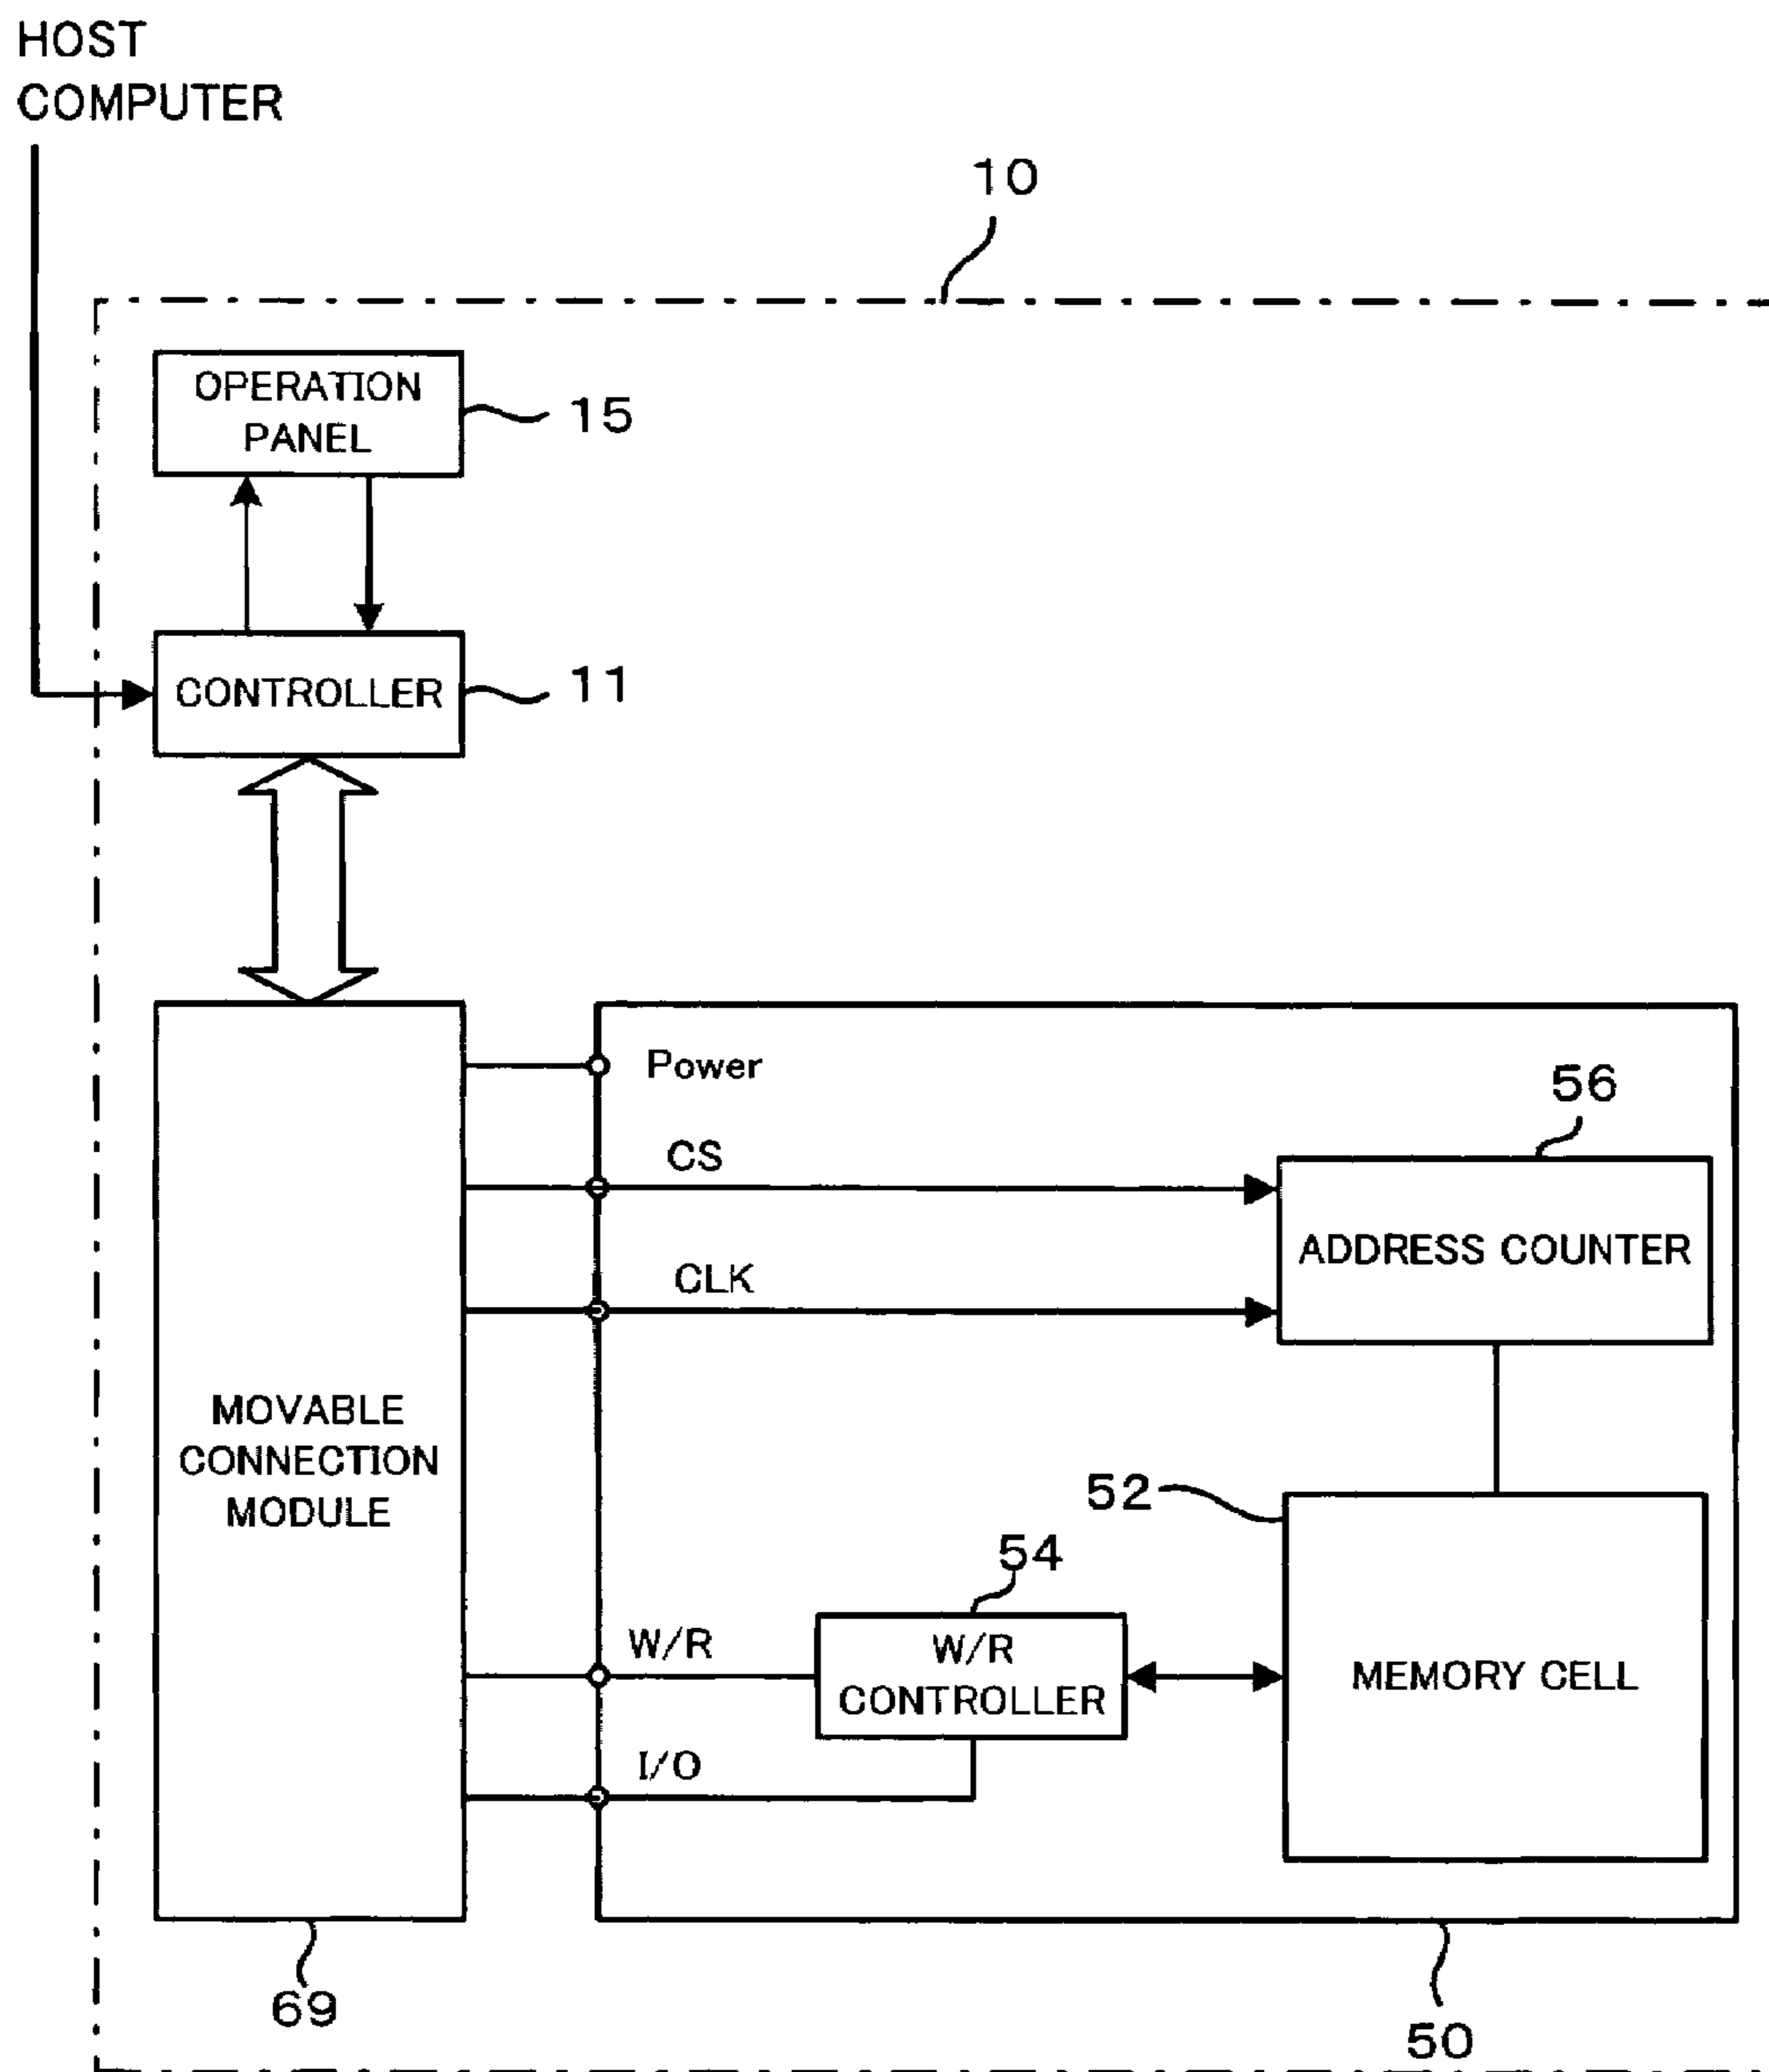 HOST
COMPUTER
10
OPERATION
PANEL
15
CONTROLLER
11
Power
56
CS
ADDRESS COUNTER
CLK
MOVABLE
CONNECTION
MODULE
52
54
W/R
W/R
CONTROLLER
MEMORY CELL
I/O
69
50